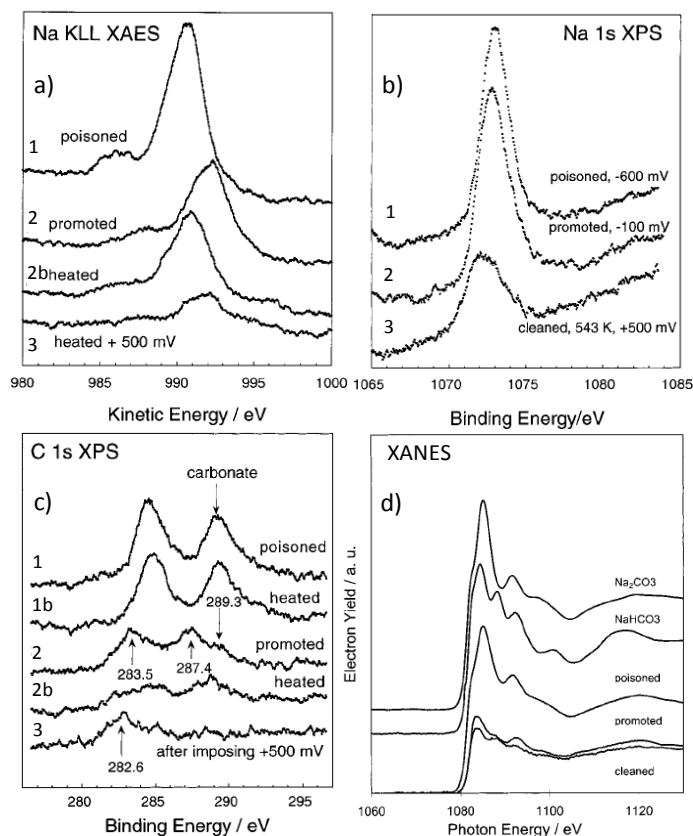 Na KLL XAES
a)
poisoned
1
2
promoted
2b heated
3
heated + 500 mV
980 985 990 995 1000
Kinetic Energy / eV
Na 1s XPS
b)
poisoned, -600 mV
1
promoted, -100 mV
2
3
cleaned, 543 K, +500 mV
1065 1070 1075 1080 1085
Binding Energy/eV
C 1s XPS
carbonate
c)
poisoned
1
heated
1b
289.3
promoted
2
283.5
287.4
heated
2b
3
after imposing +500 mV
282.6
280 285 290 295
Binding Energy / eV
XANES
d)
Electron Yield / a. u.
Na2CO3
NaHCO3
poisoned
promoted
cleaned
1060 1080 1100 1120
Photon Energy / eV